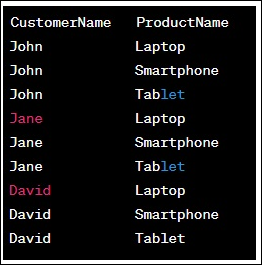 CustomerName ProductName
John Laptop
John Smartphone
John Tablet
Jane Laptop
Jane Smartphone
Jane Tablet
David Laptop
David Smartphone
David Tablet